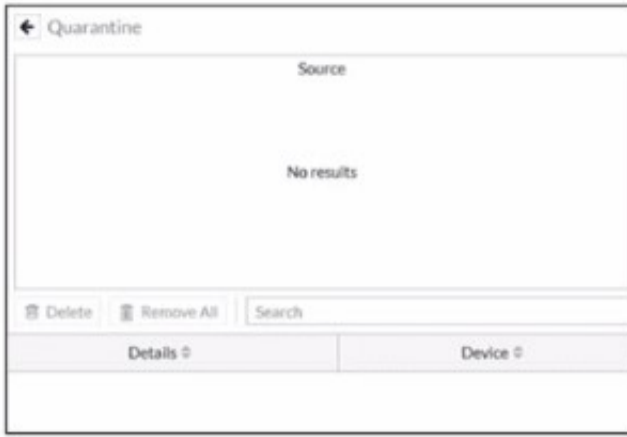 Quarantine
Source
No results
Delete Remove All Search
Details Device